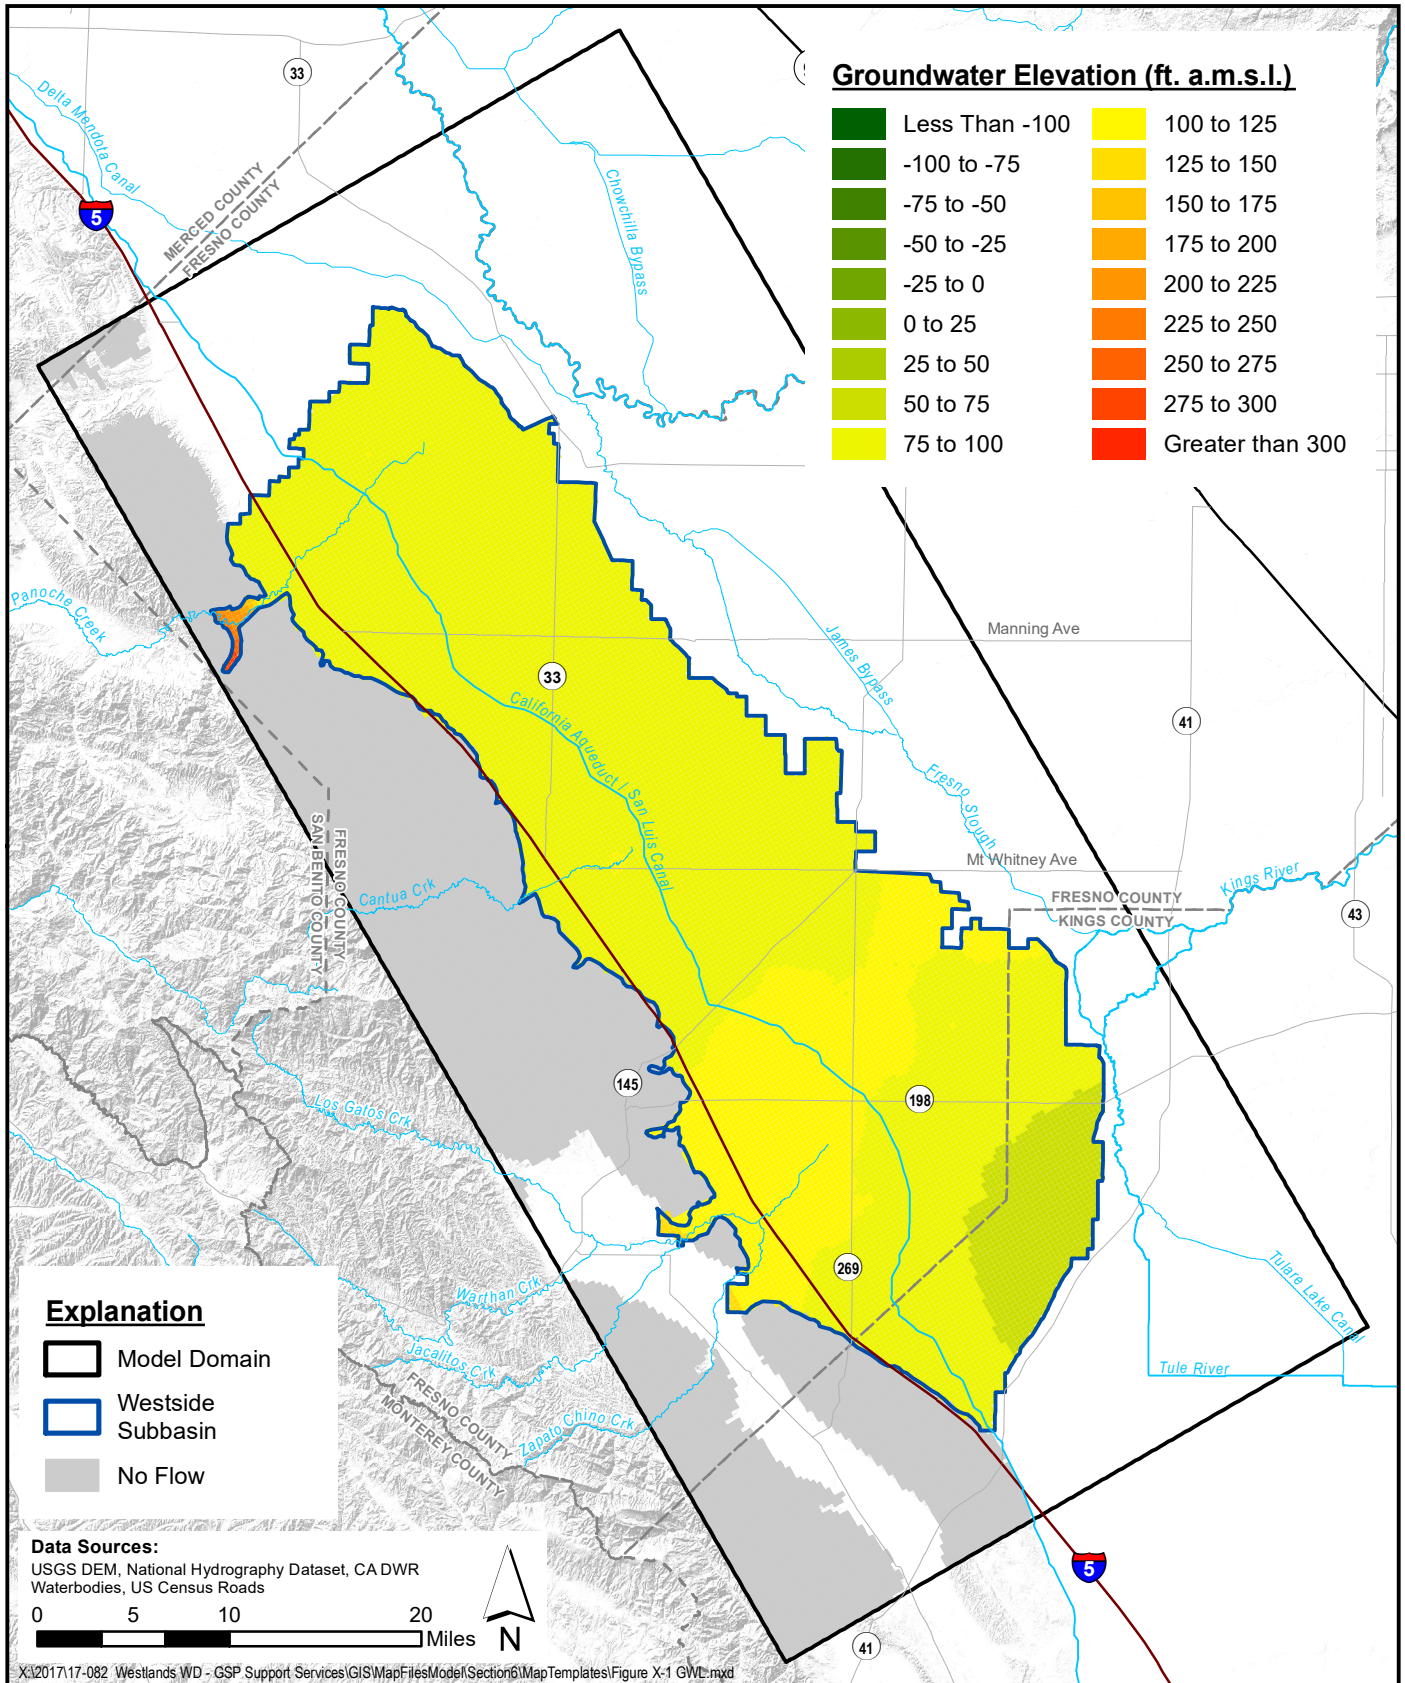 33
Delta Mendota Canal
5
MERCED COUNTY
FRESNO COUNTY
Chowchilla Bypass
Groundwater Elevation (ft. a.m.s.l.)
Less Than -100
-100 to -75
-75 to -50
-50 to -25
-25 to 0
0 to 25
25 to 50
50 to 75
75 to 100
100 to 125
125 to 150
150 to 175
175 to 200
200 to 225
225 to 250
250 to 275
275 to 300
Greater than 300
Panoche Creek
Manning Ave
James Bypass
33
California Aqueduct / San Luis Canal
41
Fresno Slough
SAN BENITO COUNTY
FRESNO COUNTY
Mt Whitney Ave
Kings River
Cantua Crk
FRESNO COUNTY
KINGS COUNTY
43
145
198
Los Gatos Crk
269
Warthan Crk
Tulare Lake Canal
Jacalitos Crk
Tule River
FRESNO COUNTY
MONTEREY COUNTY
Zapato Chino Crk
Explanation
Model Domain
Westside
Subbasin
No Flow
Data Sources:
USGS DEM, National Hydrography Dataset, CA DWR
Waterbodies, US Census Roads
0 5 10 20
Miles
N
5
41
X:\2017\17-082 Westlands WD - GSP Support Services\GIS\MapFilesModel\Section6\MapTemplates\Figure X-1 GWL.mxd